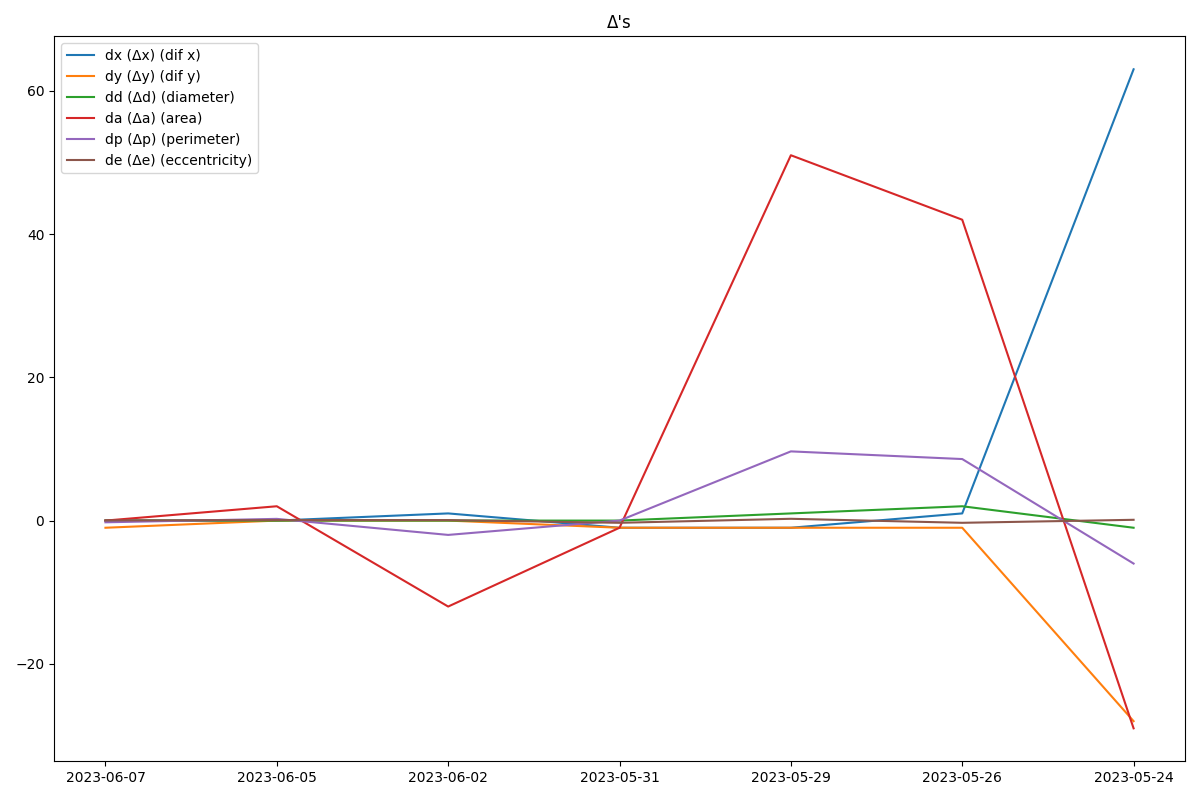 Δ's
dx (Δx) (dif x)
dy (Δy) (dif y)
dd (Δd) (diameter)
da (Δa) (area)
dp (Δp) (perimeter)
de (Δe) (eccentricity)
60
40
20
0
−20
2023-06-07 2023-06-05 2023-06-02 2023-05-31 2023-05-29 2023-05-26 2023-05-24